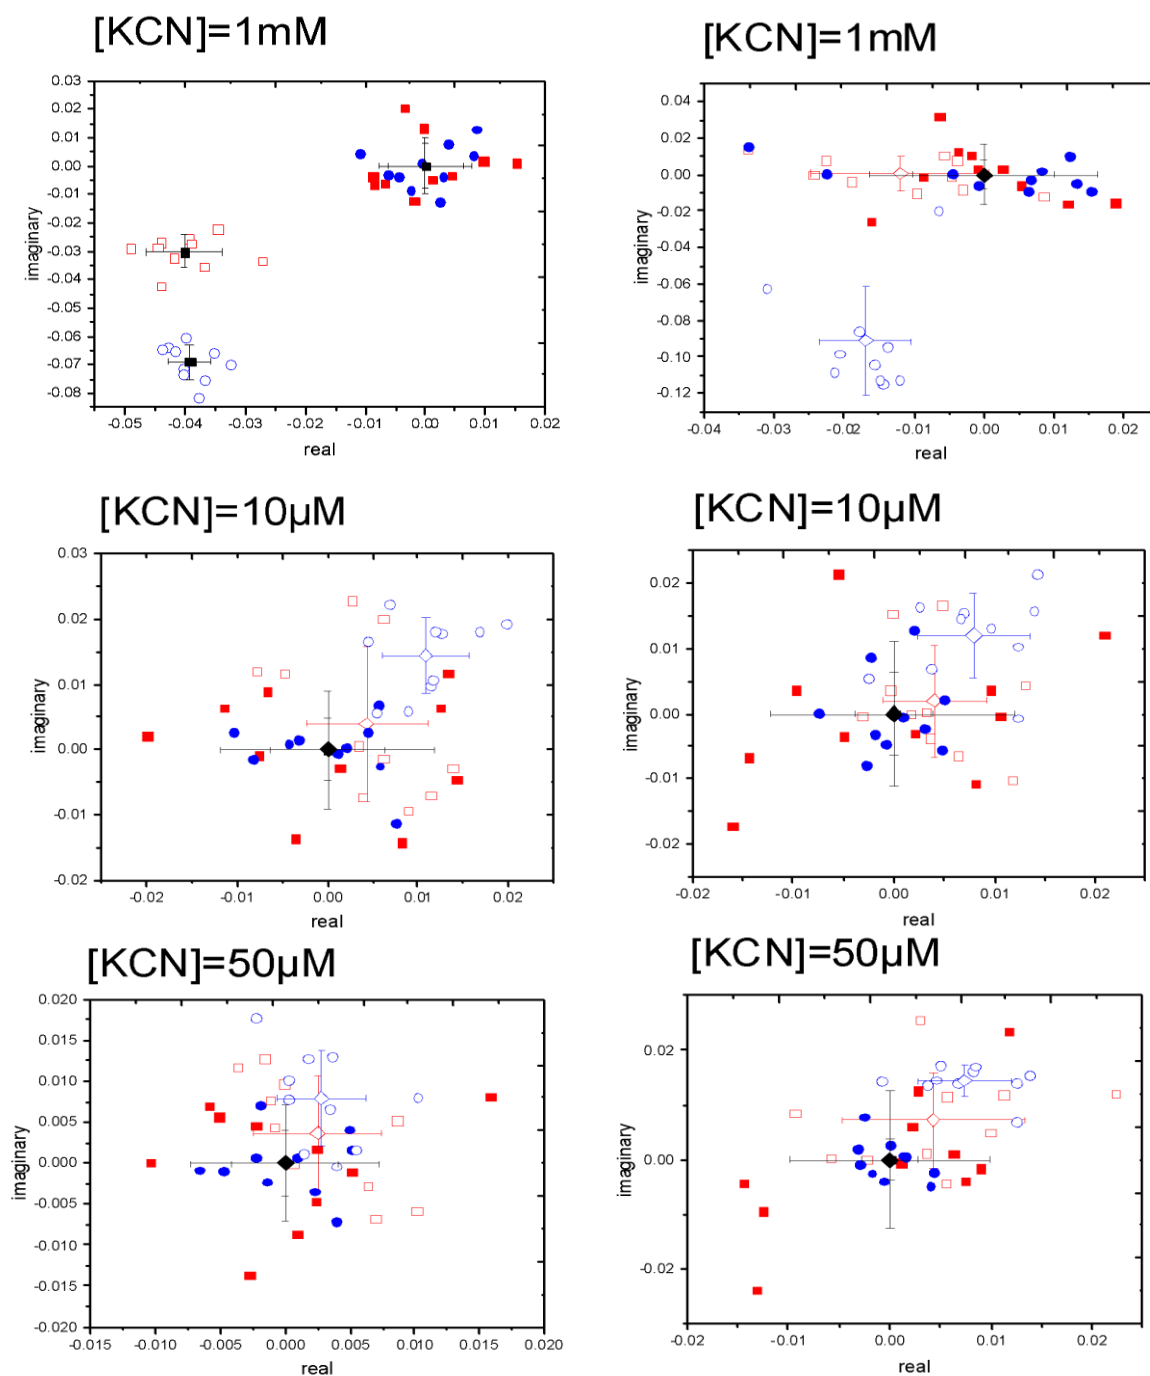 [KCN]=1mM
0.03
0.02
0.01
0.00
-0.01
-0.02
-0.03
-0.04
-0.05
-0.06
-0.07
-0.08
imaginary
-0.05 -0.04 -0.03 -0.02 -0.01 0.00 0.01 0.02
real
[KCN]=1mM
0.04
0.02
0.00
-0.02
-0.04
-0.06
-0.08
-0.10
-0.12
imaginary
-0.04 -0.03 -0.02 -0.01 0.00 0.01 0.02
real
[KCN]=10µM
0.03
0.02
0.01
0.00
-0.01
-0.02
imaginary
-0.02 -0.01 0.00 0.01 0.02
real
[KCN]=10µM
0.02
0.01
0.00
-0.01
-0.02
imaginary
-0.02 -0.01 0.00 0.01 0.02
real
[KCN]=50µM
0.020
0.015
0.010
0.005
0.000
-0.005
-0.010
-0.015
-0.020
imaginary
-0.015 -0.010 -0.005 0.000 0.005 0.010 0.015 0.020
real
[KCN]=50µM
0.02
0.00
-0.02
imaginary
-0.02 -0.01 0.00 0.01 0.02
real